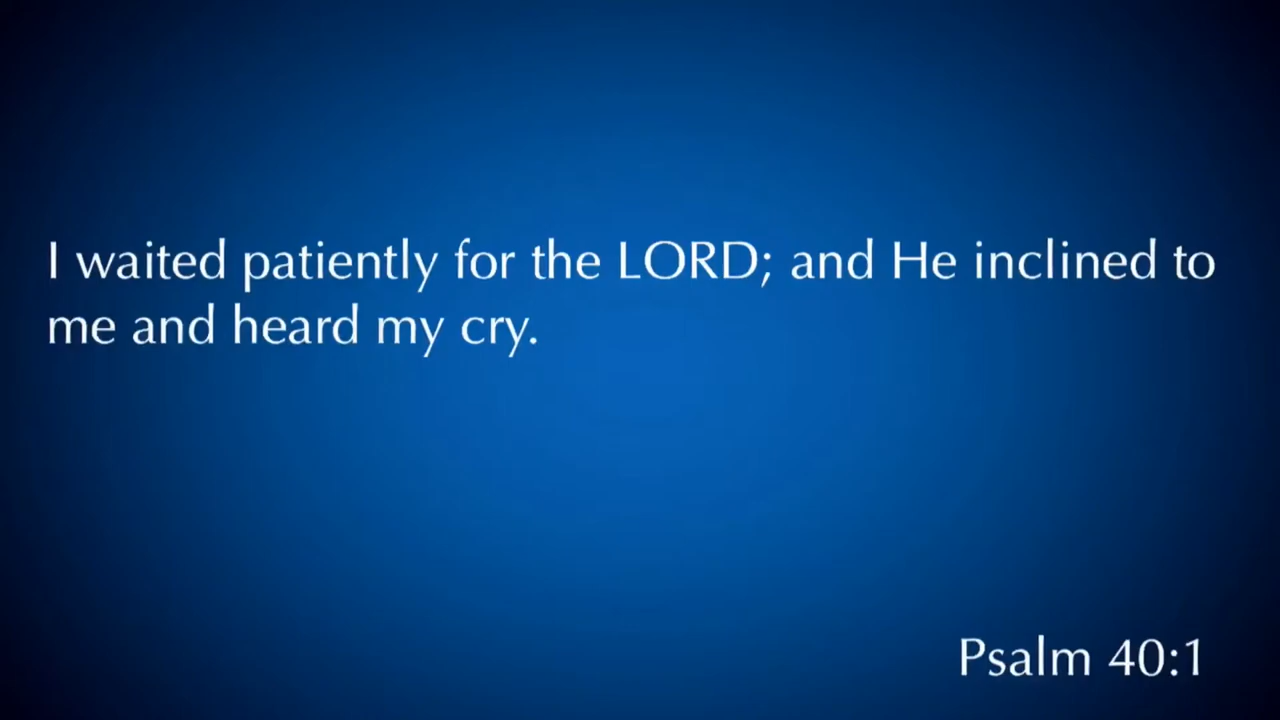 I waited patiently for the LORD; and He inclined to
me and heard my cry.
Psalm 40:1